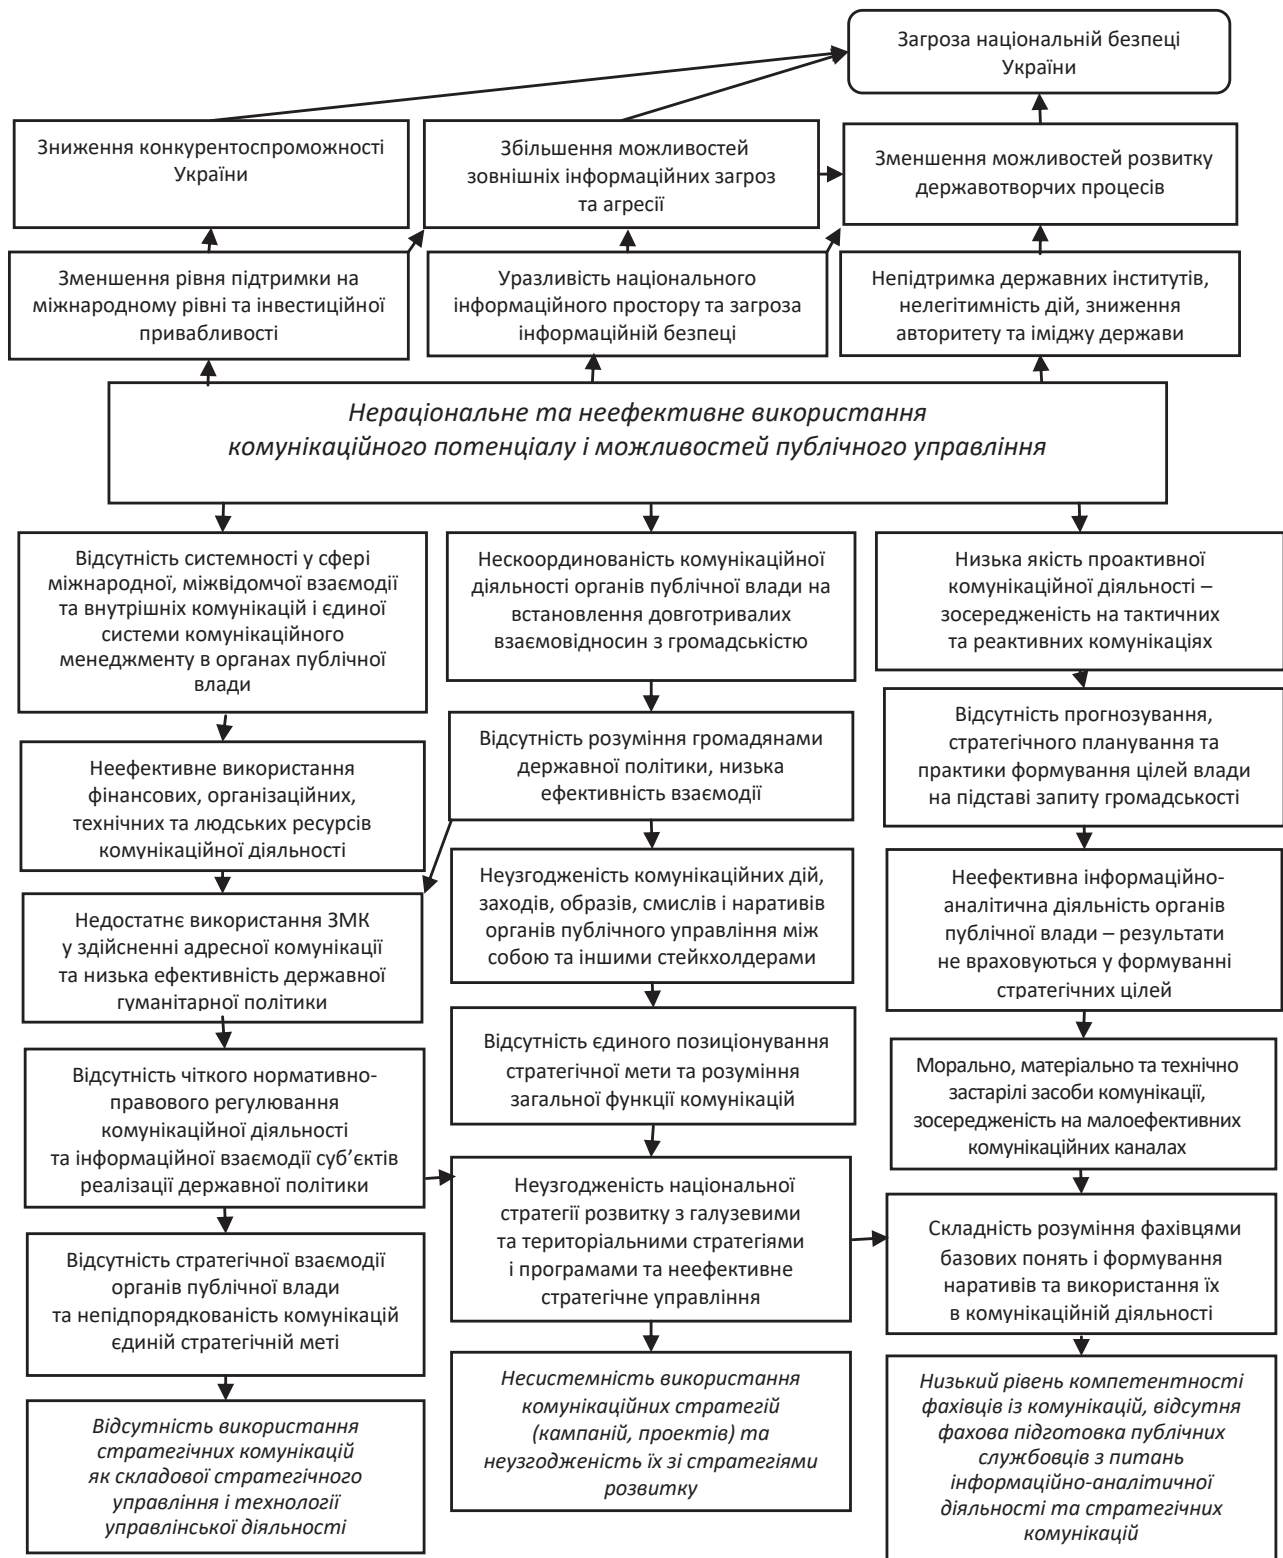 Загроза національній безпеці
України
Зниження конкурентоспроможності
України
Збільшення можливостей
зовнішніх інформаційних загроз
та агресії
Зменшення можливостей розвитку
державотворчих процесів
Зменшення рівня підтримки на
міжнародному рівні та інвестиційної
привабливості
Уразливість національного
інформаційного простору та загроза
інформаційній безпеці
Непідтримка державних інститутів,
нелегітимність дій, зниження
авторитету та іміджу держави
Нераціональне та неефективне використання
комунікаційного потенціалу і можливостей публічного управління
Відсутність системності у сфері
міжнародної, міжвідомчої взаємодії
та внутрішніх комунікацій і єдиної
системи комунікаційного
менеджменту в органах публічної
влади
Нескоординованість комунікаційної
діяльності органів публічної влади на
встановлення довготривалих
взаємовідносин з громадськістю
Низька якість проактивної
комунікаційної діяльності –
зосередженість на тактичних
та реактивних комунікаціях
Неефективне використання
фінансових, організаційних,
технічних та людських ресурсів
комунікаційної діяльності
Відсутність розуміння громадянами
державної політики, низька
ефективність взаємодії
Відсутність прогнозування,
стратегічного планування та
практики формування цілей влади
на підставі запиту громадськості
Недостатнє використання ЗМК
у здійсненні адресної комунікації
та низька ефективність державної
гуманітарної політики
Неузгодженість комунікаційних дій,
заходів, образів, смислів і наративів
органів публічного управління між
собою та іншими стейкхолдерами
Неефективна інформаційно-
аналітична діяльність органів
публічної влади – результати
не враховуються у формуванні
стратегічних цілей
Відсутність чіткого нормативно-
правового регулювання
комунікаційної діяльності
та інформаційної взаємодії суб’єктів
реалізації державної політики
Відсутність єдиного позиціонування
стратегічної мети та розуміння
загальної функції комунікацій
Морально, матеріально та технічно
застарілі засоби комунікації,
зосередженість на малоефективних
комунікаційних каналах
Відсутність стратегічної взаємодії
органів публічної влади
та непідпорядкованість комунікацій
єдиній стратегічній меті
Неузгодженість національної
стратегії розвитку з галузевими
та територіальними стратегіями
і програмами та неефективне
стратегічне управління
Складність розуміння фахівцями
базових понять і формування
наративів та використання їх
в комунікаційній діяльності
Відсутність використання
стратегічних комунікацій
як складової стратегічного
управління і технології
управлінської діяльності
Несистемність використання
комунікаційних стратегій
(кампаній, проектів) та
неузгодженість їх зі стратегіями
розвитку
Низький рівень компетентності
фахівців із комунікацій, відсутня
фахова підготовка публічних
службовців з питань
інформаційно-аналітичної
діяльності та стратегічних
комунікацій